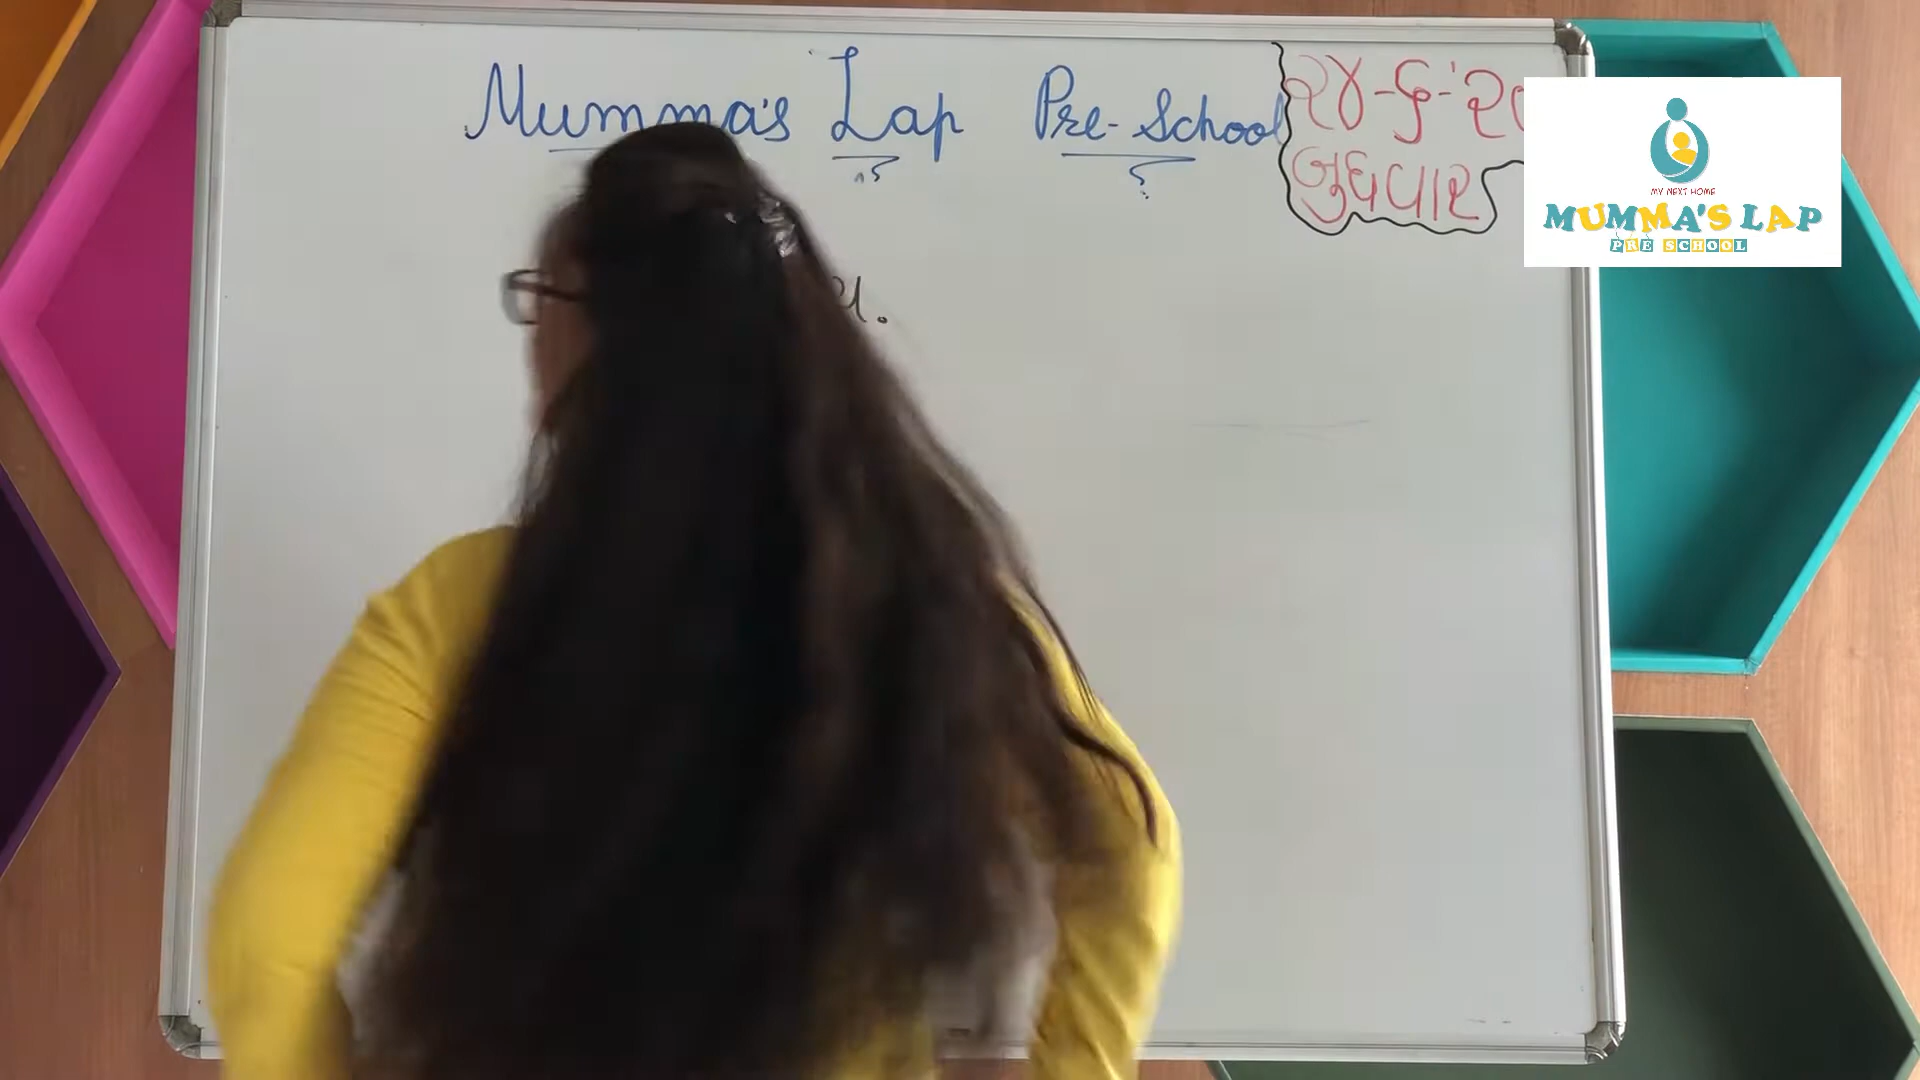 Mumma's Lap Pre-School
૨૪-૬-'૨૦
બુધવાર
MY NEXT HOME
MUMMA'S LAP
PRE SCHOOL